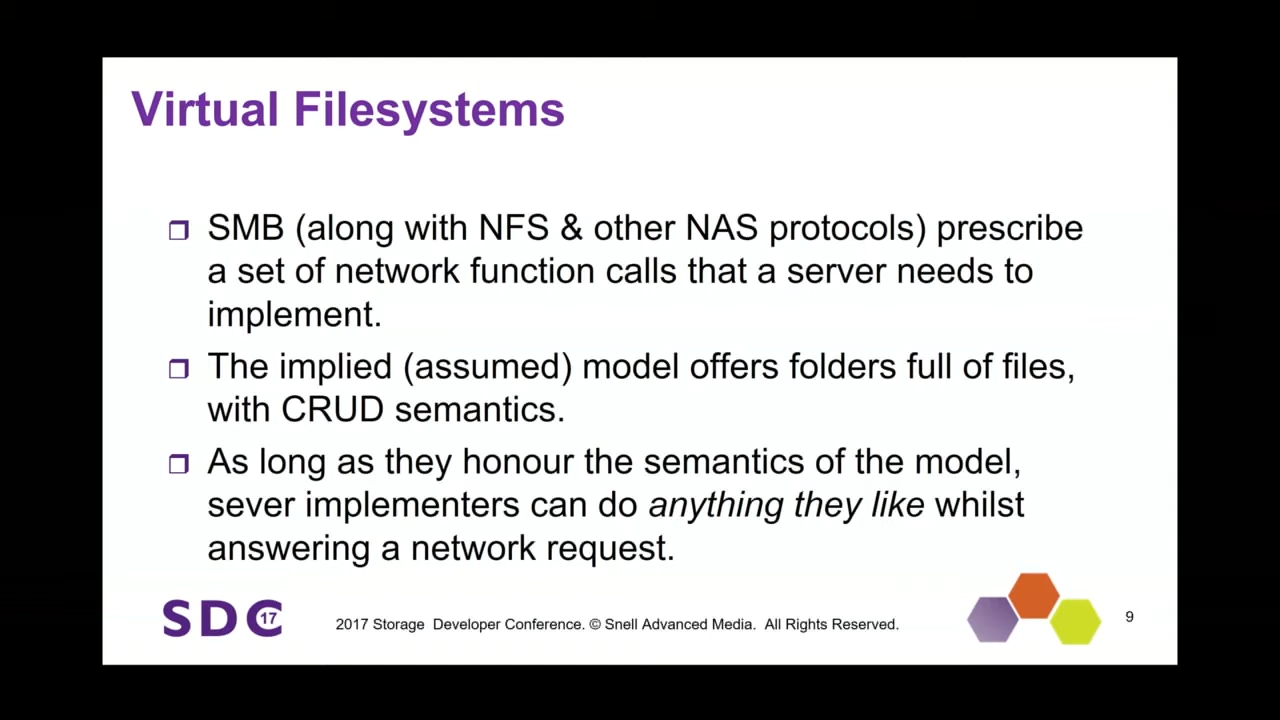 Virtual Filesystems
SMB (along with NFS & other NAS protocols) prescribe
a set of network function calls that a server needs to
implement.
The implied (assumed) model offers folders full of files,
with CRUD semantics.
As long as they honour the semantics of the model,
sever implementers can do anything they like whilst
answering a network request.
SDC 17
2017 Storage Developer Conference. © Snell Advanced Media. All Rights Reserved.
9